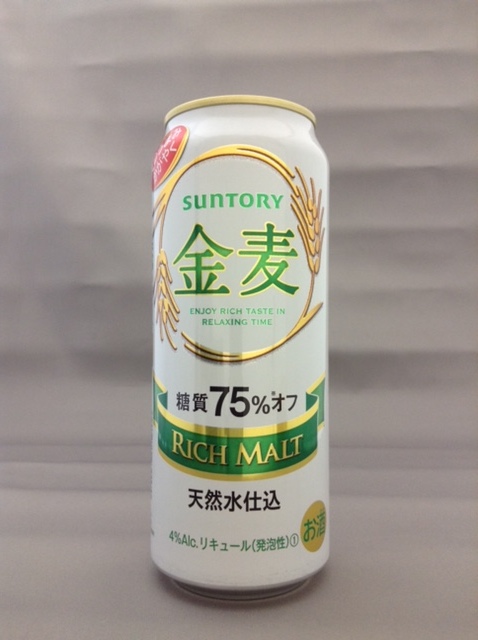 SUNTORY
金麦
ENJOY RICH TASTE IN
RELAXING TIME
糖質75%※オフ
RICH MALT
天然水仕込
4%Alc. リキュール(発泡性)①
お酒